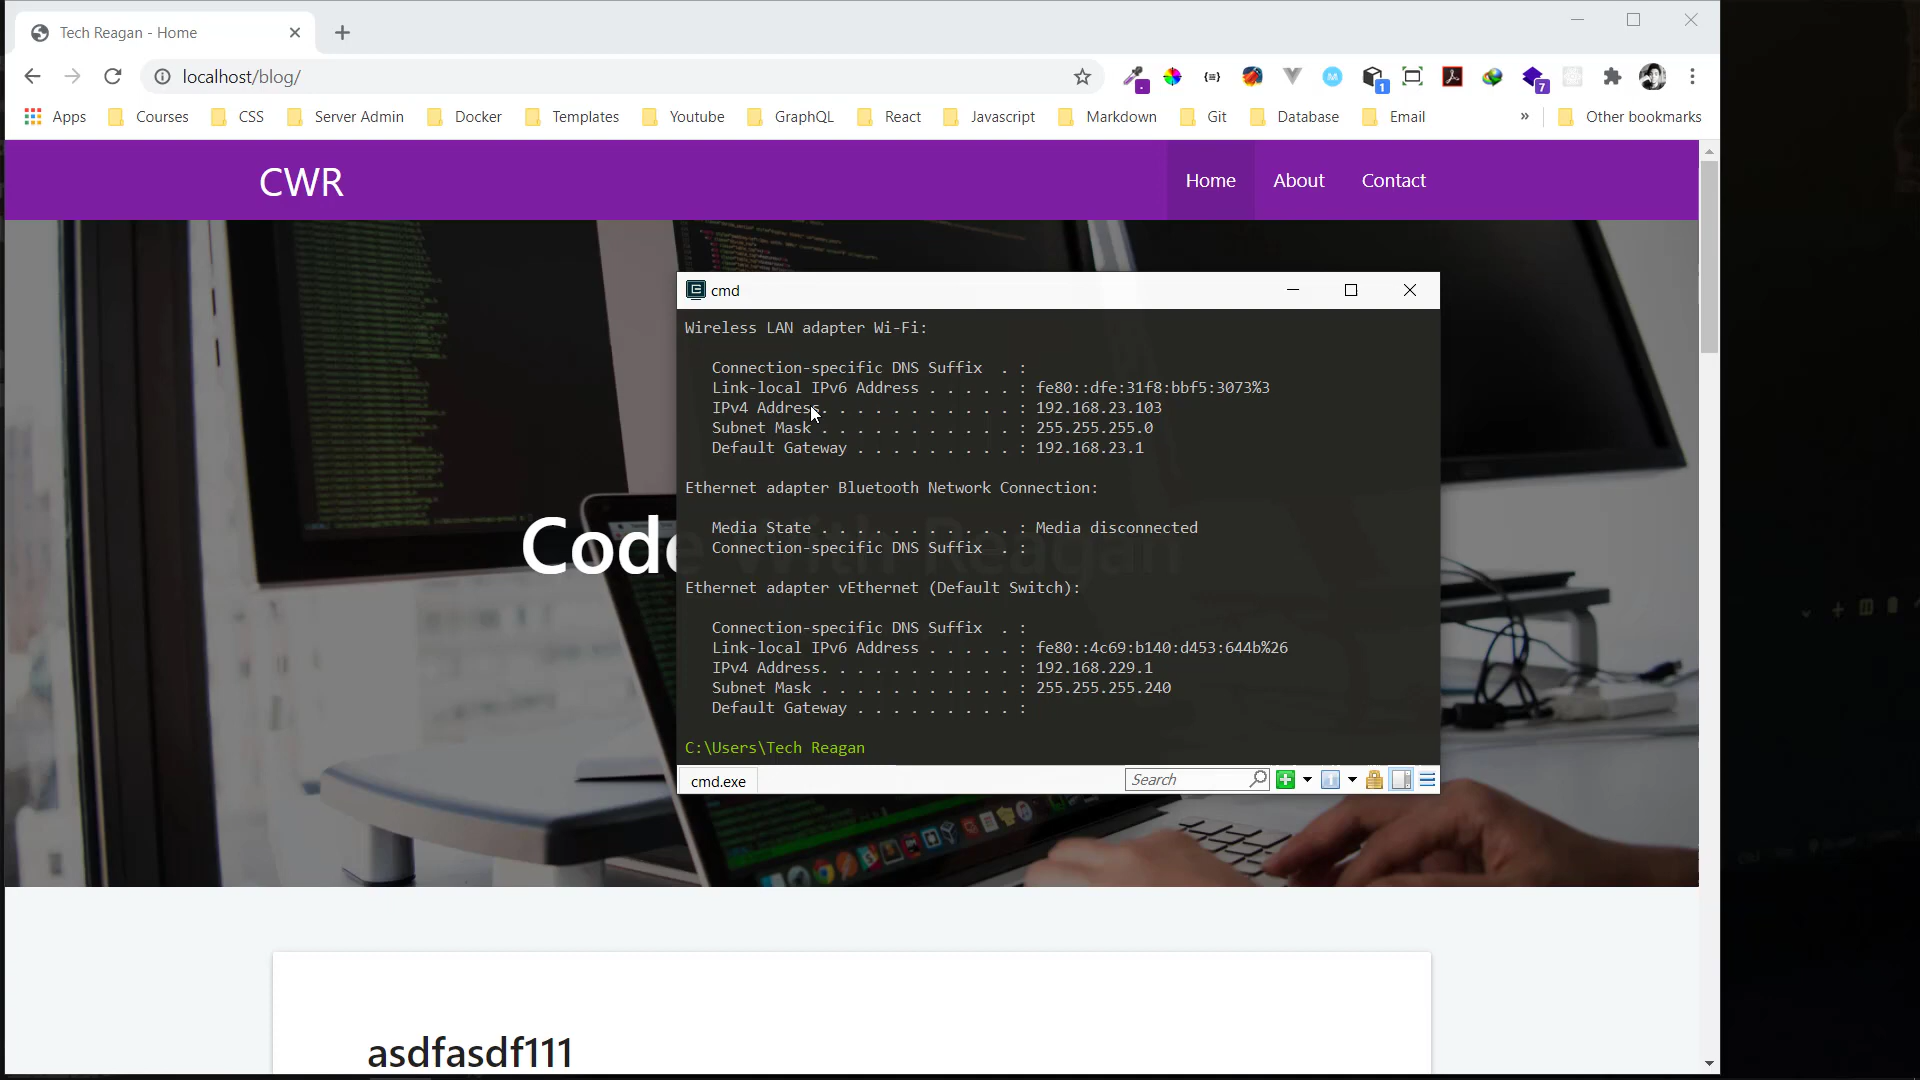 Tech Reagan - Home
localhost/blog/
Apps Courses CSS Server Admin Docker Templates Youtube GraphQL React Javascript Markdown Git Database Email » Other bookmarks
CWR
Home About Contact
cmd
Wireless LAN adapter Wi-Fi:
Connection-specific DNS Suffix . :
Link-local IPv6 Address . . . . . : fe80::dfe:31f8:bbf5:3073%3
IPv4 Address. . . . . . . . . . . : 192.168.23.103
Subnet Mask . . . . . . . . . . . : 255.255.255.0
Default Gateway . . . . . . . . . : 192.168.23.1
Ethernet adapter Bluetooth Network Connection:
Media State . . . . . . . . . . . : Media disconnected
Connection-specific DNS Suffix . :
Code With Reagan
Ethernet adapter vEthernet (Default Switch):
Connection-specific DNS Suffix . :
Link-local IPv6 Address . . . . . : fe80::4c69:b140:d453:644b%26
IPv4 Address. . . . . . . . . . . : 192.168.229.1
Subnet Mask . . . . . . . . . . . : 255.255.255.240
Default Gateway . . . . . . . . . :
C:\Users\Tech Reagan
cmd.exe
Search
asdfasdf111